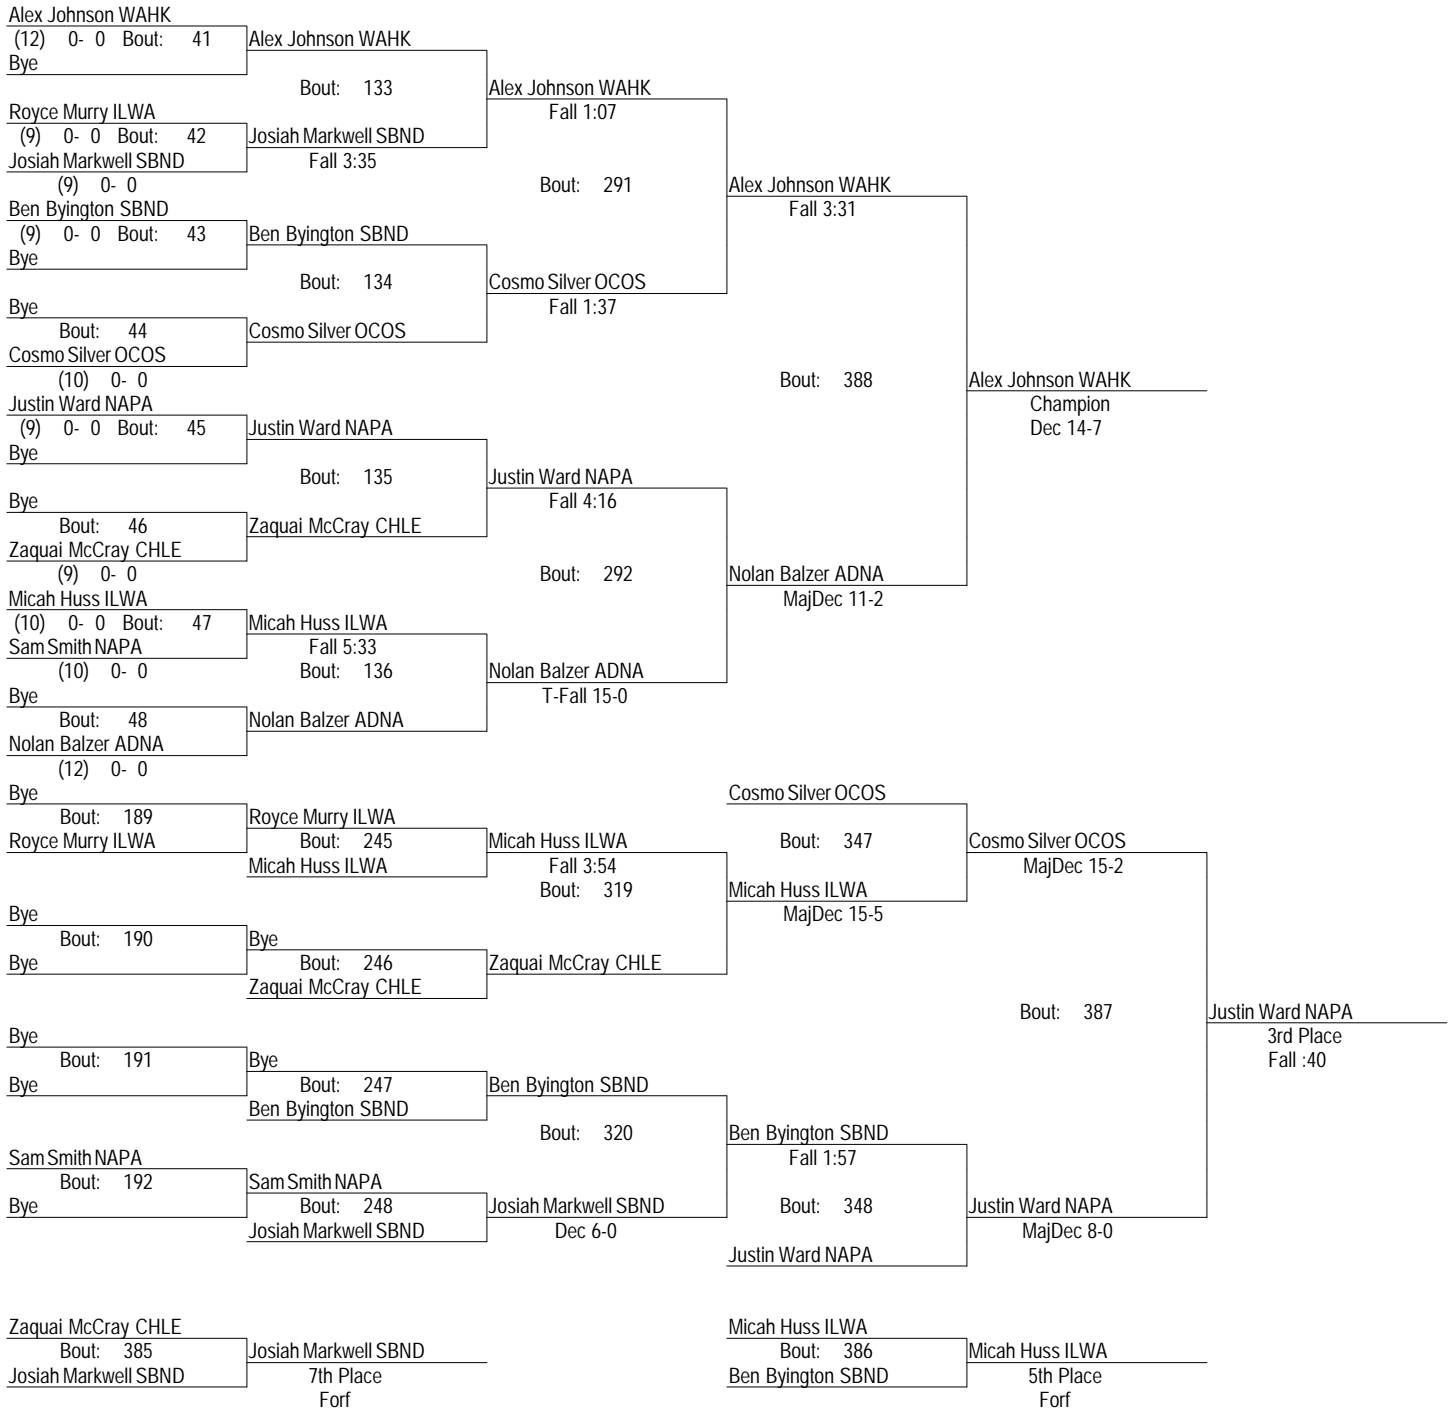 Alex Johnson WAHK
(12) 0- 0 Bout: 41
Alex Johnson WAHK
Bye
Bout: 133
Alex Johnson WAHK
Fall 1:07
Royce Murry ILWA
(9) 0- 0 Bout: 42
Josiah Markwell SBND
Josiah Markwell SBND
Fall 3:35
(9) 0- 0
Bout: 291
Alex Johnson WAHK
Fall 3:31
Ben Byington SBND
(9) 0- 0 Bout: 43
Ben Byington SBND
Bye
Bout: 134
Cosmo Silver OCOS
Fall 1:37
Bye
Bout: 44
Cosmo Silver OCOS
Cosmo Silver OCOS
(10) 0- 0
Bout: 388
Alex Johnson WAHK
Champion
Dec 14-7
Justin Ward NAPA
(9) 0- 0 Bout: 45
Justin Ward NAPA
Bye
Bout: 135
Justin Ward NAPA
Fall 4:16
Bye
Bout: 46
Zaquai McCray CHLE
Zaquai McCray CHLE
(9) 0- 0
Bout: 292
Nolan Balzer ADNA
MajDec 11-2
Micah Huss ILWA
(10) 0- 0 Bout: 47
Micah Huss ILWA
Sam Smith NAPA
Fall 5:33
(10) 0- 0
Bout: 136
Nolan Balzer ADNA
T-Fall 15-0
Bye
Bout: 48
Nolan Balzer ADNA
Nolan Balzer ADNA
(12) 0- 0
Bye
Cosmo Silver OCOS
Bout: 189
Royce Murry ILWA
Royce Murry ILWA
Bout: 245
Micah Huss ILWA
Bout: 347
Cosmo Silver OCOS
Micah Huss ILWA
Fall 3:54
MajDec 15-2
Bout: 319
Micah Huss ILWA
MajDec 15-5
Bye
Bout: 190
Bye
Bye
Bout: 246
Zaquai McCray CHLE
Zaquai McCray CHLE
Bout: 387
Justin Ward NAPA
3rd Place
Fall :40
Bye
Bout: 191
Bye
Bye
Bout: 247
Ben Byington SBND
Ben Byington SBND
Bout: 320
Ben Byington SBND
Fall 1:57
Sam Smith NAPA
Bout: 192
Sam Smith NAPA
Bye
Bout: 248
Josiah Markwell SBND
Bout: 348
Justin Ward NAPA
Josiah Markwell SBND
Dec 6-0
MajDec 8-0
Justin Ward NAPA
Zaquai McCray CHLE
Bout: 385
Josiah Markwell SBND
Josiah Markwell SBND
7th Place
Forf
Micah Huss ILWA
Bout: 386
Micah Huss ILWA
Ben Byington SBND
5th Place
Forf